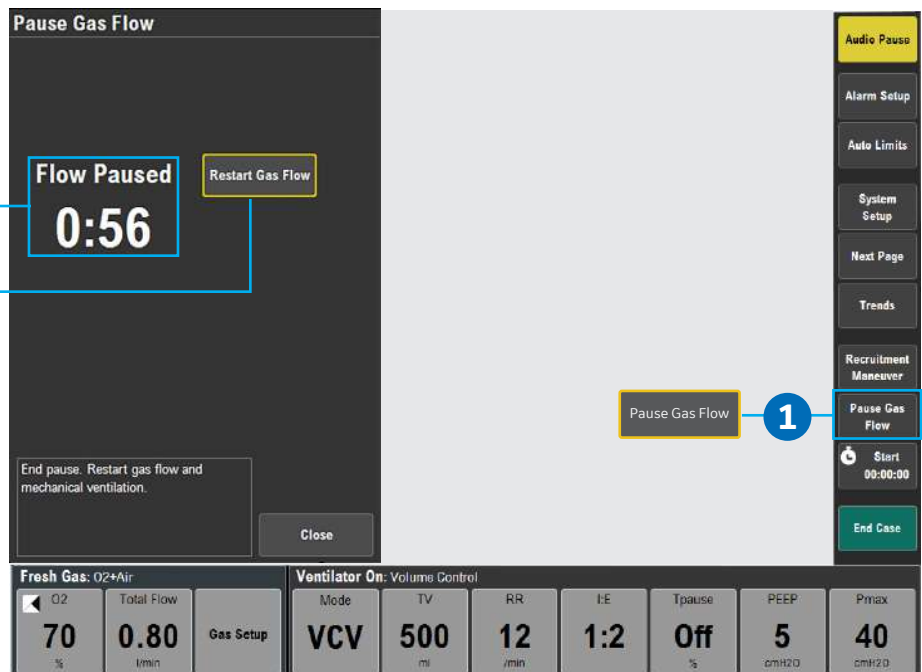 Pause Gas Flow
Flow Paused
0:56
Restart Gas Flow
End pause. Restart gas flow and
mechanical ventilation.
Close
Pause Gas Flow
1
Audio Pause
Alarm Setup
Auto Limits
System
Setup
Next Page
Trends
Recruitment
Maneuver
Pause Gas
Flow
Start
00:00:00
End Case
Fresh Gas: O2+Air
Ventilator On: Volume Control
O2
70
%
Total Flow
0.80
l/min
Gas Setup
Mode
VCV
TV
500
ml
RR
12
/min
I:E
1:2
Tpause
Off
%
PEEP
5
cmH2O
Pmax
40
cmH2O